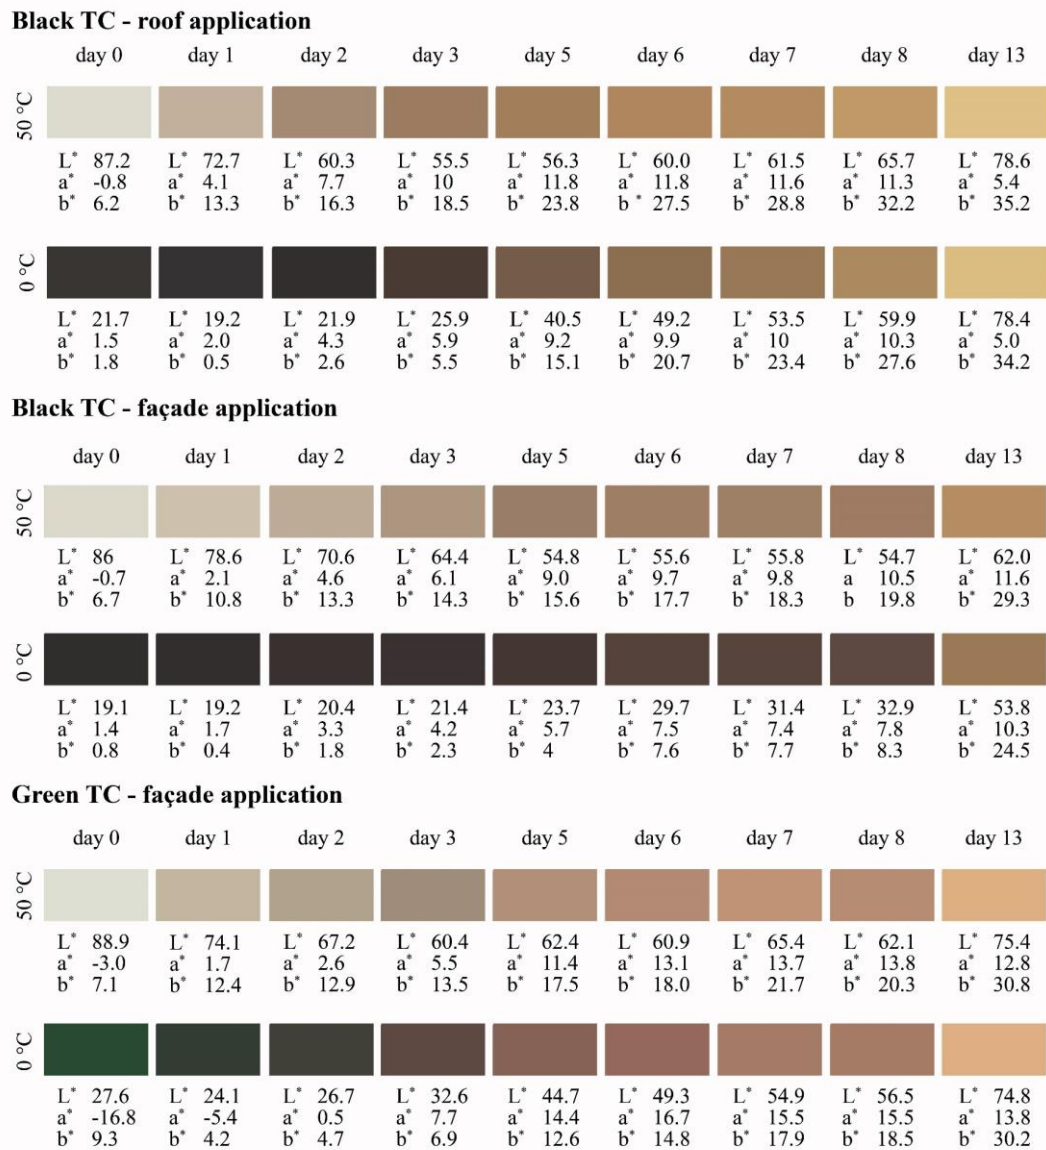 Black TC - roof application
day 0 day 1 day 2 day 3 day 5 day 6 day 7 day 8 day 13
50 °C
L* 87.2 L* 72.7 L* 60.3 L* 55.5 L* 56.3 L* 60.0 L* 61.5 L* 65.7 L* 78.6
a* -0.8 a* 4.1 a* 7.7 a* 10 a* 11.8 a* 11.8 a* 11.6 a* 11.3 a* 5.4
b* 6.2 b* 13.3 b* 16.3 b* 18.5 b* 23.8 b * 27.5 b* 28.8 b* 32.2 b* 35.2
0 °C
L* 21.7 L* 19.2 L* 21.9 L* 25.9 L* 40.5 L* 49.2 L* 53.5 L* 59.9 L* 78.4
a* 1.5 a* 2.0 a* 4.3 a* 5.9 a* 9.2 a* 9.9 a* 10 a* 10.3 a* 5.0
b* 1.8 b* 0.5 b* 2.6 b* 5.5 b* 15.1 b* 20.7 b* 23.4 b* 27.6 b* 34.2
Black TC - façade application
day 0 day 1 day 2 day 3 day 5 day 6 day 7 day 8 day 13
50 °C
L* 86 L* 78.6 L* 70.6 L* 64.4 L* 54.8 L* 55.6 L* 55.8 L* 54.7 L* 62.0
a* -0.7 a* 2.1 a* 4.6 a* 6.1 a* 9.0 a* 9.7 a* 9.8 a 10.5 a* 11.6
b* 6.7 b* 10.8 b* 13.3 b* 14.3 b* 15.6 b* 17.7 b* 18.3 b 19.8 b* 29.3
0 °C
L* 19.1 L* 19.2 L* 20.4 L* 21.4 L* 23.7 L* 29.7 L* 31.4 L* 32.9 L* 53.8
a* 1.4 a* 1.7 a* 3.3 a* 4.2 a* 5.7 a* 7.5 a* 7.4 a* 7.8 a* 10.3
b* 0.8 b* 0.4 b* 1.8 b* 2.3 b* 4 b* 7.6 b* 7.7 b* 8.3 b* 24.5
Green TC - façade application
day 0 day 1 day 2 day 3 day 5 day 6 day 7 day 8 day 13
50 °C
L* 88.9 L* 74.1 L* 67.2 L* 60.4 L* 62.4 L* 60.9 L* 65.4 L* 62.1 L* 75.4
a* -3.0 a* 1.7 a* 2.6 a* 5.5 a* 11.4 a* 13.1 a* 13.7 a* 13.8 a* 12.8
b* 7.1 b* 12.4 b* 12.9 b* 13.5 b* 17.5 b* 18.0 b* 21.7 b* 20.3 b* 30.8
0 °C
L* 27.6 L* 24.1 L* 26.7 L* 32.6 L* 44.7 L* 49.3 L* 54.9 L* 56.5 L* 74.8
a* -16.8 a* -5.4 a* 0.5 a* 7.7 a* 14.4 a* 16.7 a* 15.5 a* 15.5 a* 13.8
b* 9.3 b* 4.2 b* 4.7 b* 6.9 b* 12.6 b* 14.8 b* 17.9 b* 18.5 b* 30.2